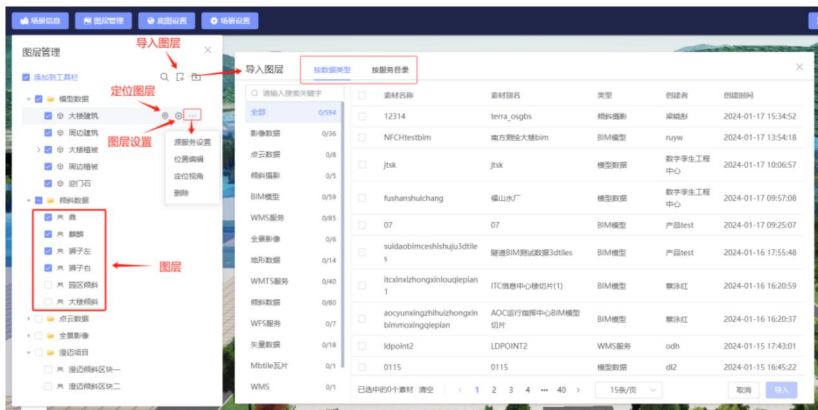 场景信息 图层管理 底图设置 场景设置
图层管理
导入图层
添加到工具栏
定位图层
模型数据
大楼建筑
周边建筑
图层设置
大楼植被
周边植被
迎门石
源服务设置
位置编辑
定位视角
删除
倾斜数据
鼎
麒麟
狮子左
狮子右
图层
园区倾斜
大楼倾斜
点云数据
全景影像
澄迈项目
澄迈倾斜区块一
澄迈倾斜区块二
导入图层 按数据类型 按服务目录
请输入搜索关键字
全部 0/594
影像数据 0/36
点云数据 0/8
倾斜摄影 0/5
BIM模型 0/59
WMS服务 0/85
全景影像 0/6
地形数据 0/14
WMTS服务 0/40
倾斜数据 0/60
WFS服务 0/7
矢量数据 0/18
Mbtile瓦片 0/1
WMS 0/1
素材名称 素材别名 类型 创建者 创建时间
12314 terra_osgbs 倾斜摄影 梁晓彤 2024-01-17 15:34:52
NFCHtestbim 南方测绘大楼bim BIM模型 ruyw 2024-01-17 13:54:18
jtsk jtsk 模型数据 数字孪生工程中心 2024-01-17 10:06:57
fushanshuichang 福山水厂 模型数据 数字孪生工程中心 2024-01-17 09:57:08
07 07 BIM模型 产品test 2024-01-17 09:25:07
suidaobimceshishuju3dtiles 隧道BIM测试数据3dtiles BIM模型 产品test 2024-01-16 17:55:48
itcxinxizhongxinlouqiepian1 ITC信息中心楼切片(1) BIM模型 2024-01-16 16:20:59
aocyunxingzhihuizhongxinbimmoxingqiepian AOC运行指挥中心BIM模型切片 BIM模型 2024-01-16 16:20:37
ldpoint2 LDPOINT2 WMS服务 odh 2024-01-15 17:43:01
0115 0115 模型数据 dl2 2024-01-15 16:45:22
已选中的0个素材 清空 1 2 3 4 ··· 40 15条/页 取消 导入